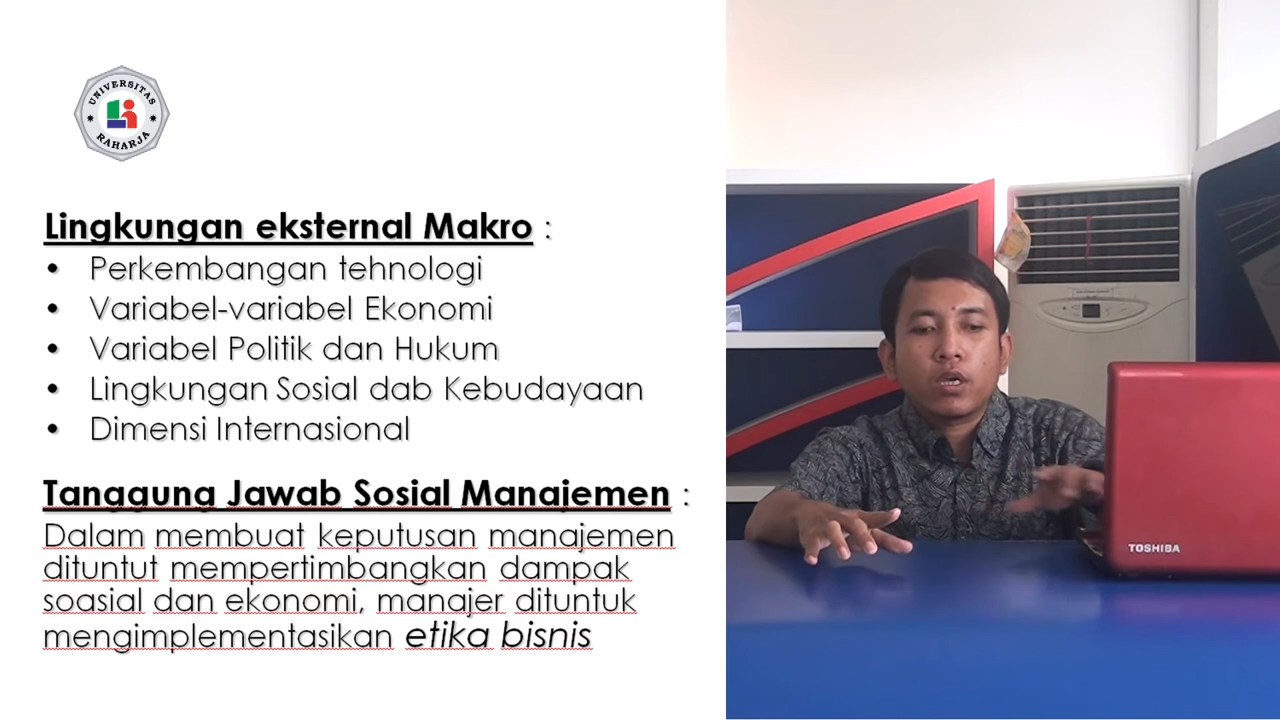 UNIVERSITAS
RAHARJA
Lingkungan eksternal Makro :
• Perkembangan tehnologi
• Variabel-variabel Ekonomi
• Variabel Politik dan Hukum
• Lingkungan Sosial dab Kebudayaan
• Dimensi Internasional
Tanggung Jawab Sosial Manajemen :
Dalam membuat keputusan manajemen
dituntut mempertimbangkan dampak
soasial dan ekonomi, manajer dituntuk
mengimplementasikan etika bisnis
TOSHIBA